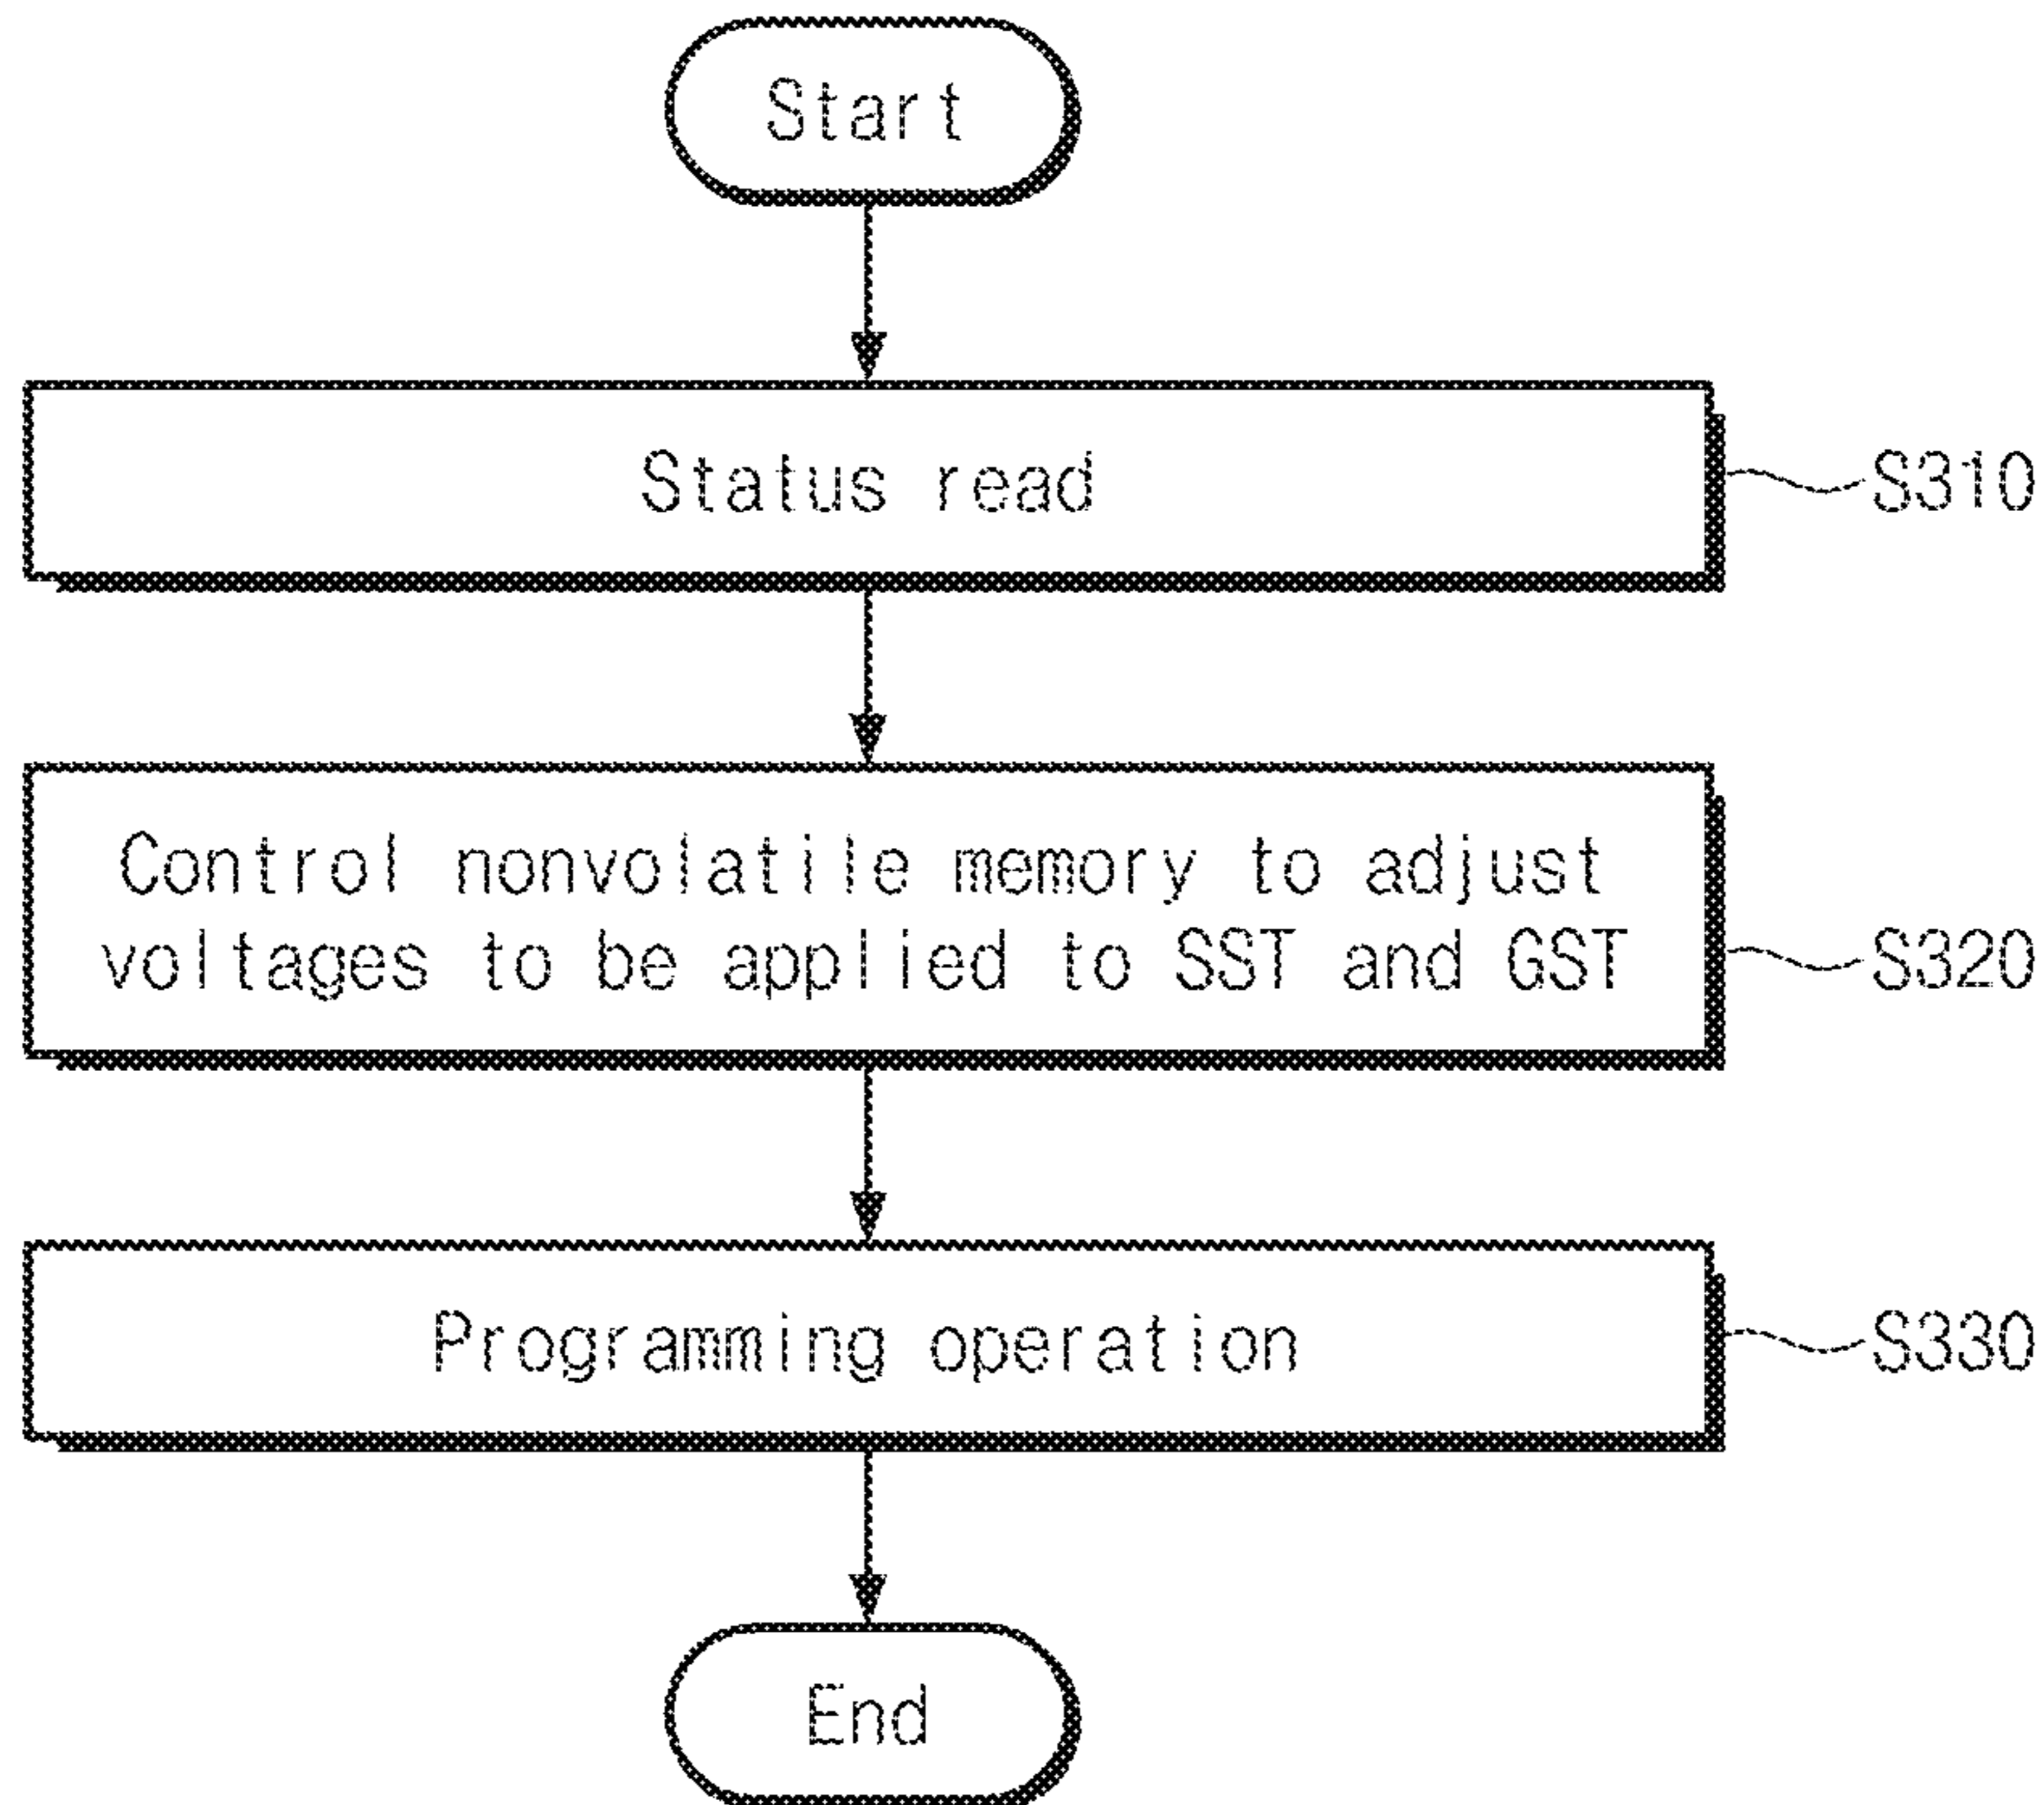 Start
Status read
S310
Control nonvolatile memory to adjust
voltages to be applied to SST and GST
S320
Programming operation
S330
End